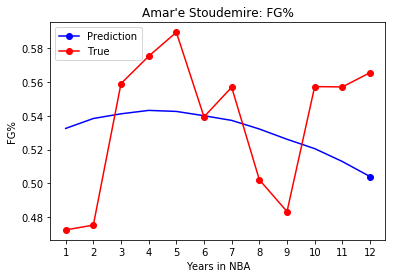 Amar'e Stoudemire: FG%
Prediction
True
FG%
0.58
0.56
0.54
0.52
0.50
0.48
1 2 3 4 5 6 7 8 9 10 11 12
Years in NBA